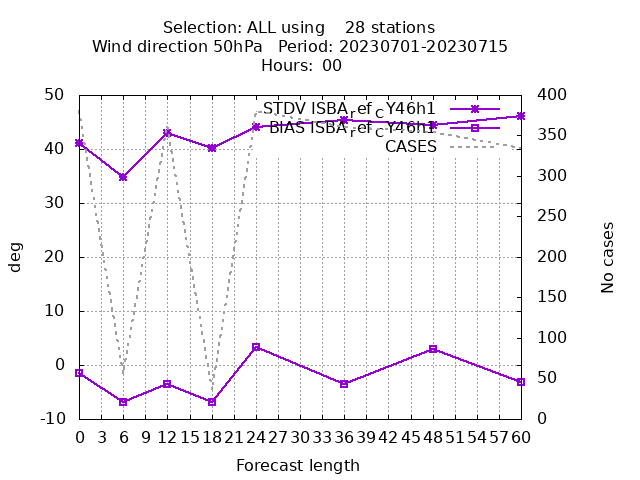 Selection: ALL using 28 stations
Wind direction 50hPa Period: 20230701-20230715
Hours: 00
STDV ISBA_ref_CY46h1
BIAS ISBA_ref_CY46h1
CASES
50
40
30
20
10
0
-10
400
350
300
250
200
150
100
50
0
deg
No cases
0 3 6 9 12 15 18 21 24 27 30 33 36 39 42 45 48 51 54 57 60
Forecast length